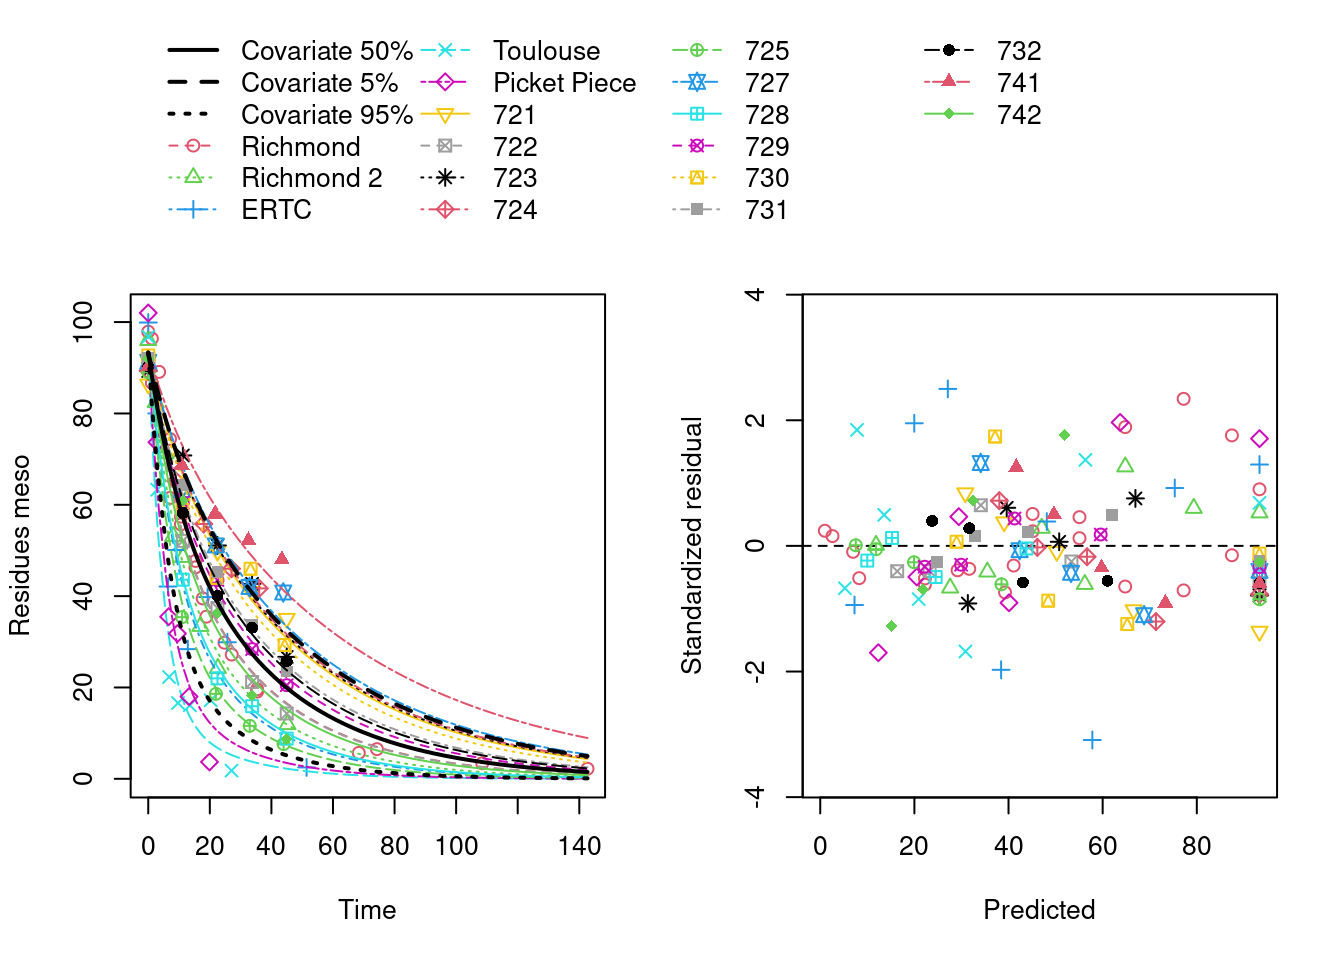 Covariate 50% Toulouse 725 732
Covariate 5% Picket Piece 727 741
Covariate 95% 721 728 742
Richmond 722 729
Richmond 2 723 730
ERTC 724 731
Residues meso
0 20 40 60 80 100
0 20 40 60 80 100 140
Time
Standardized residual
-4 -2 0 2 4
0 20 40 60 80
Predicted